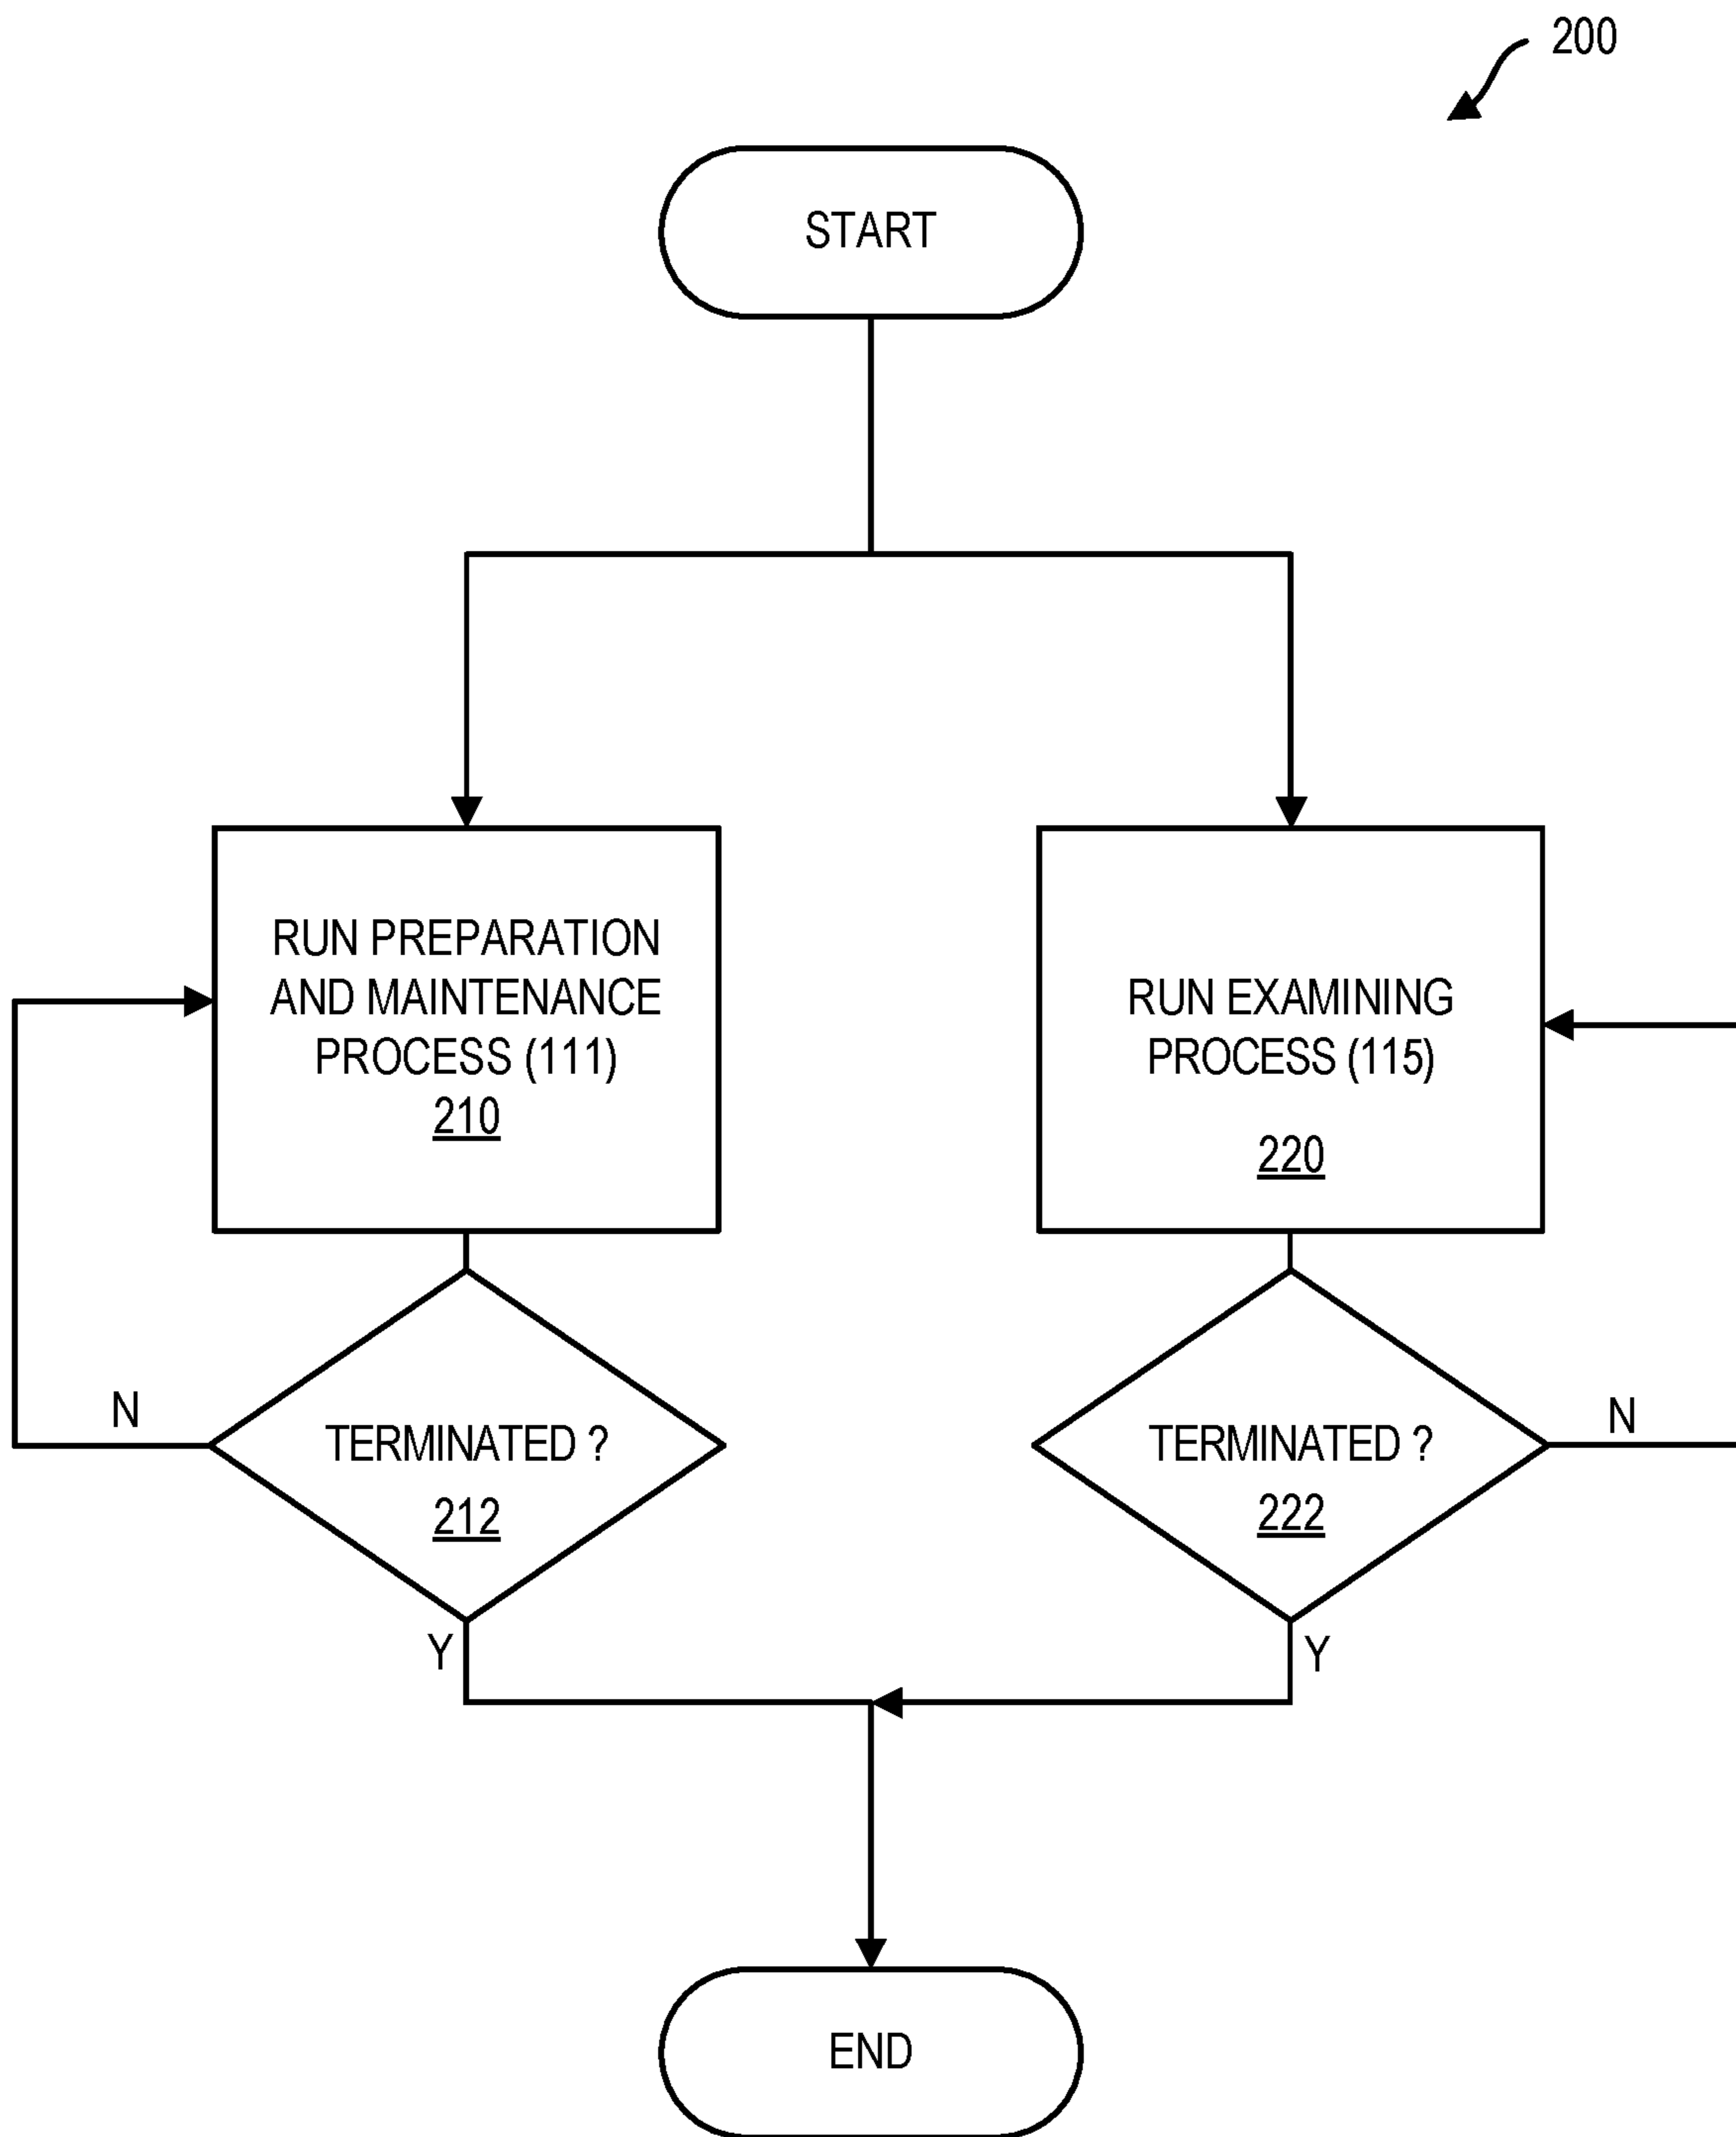 200
START
RUN PREPARATION
AND MAINTENANCE
PROCESS (111)
210
RUN EXAMINING
PROCESS (115)
220
N
TERMINATED ?
212
Y
TERMINATED ?
222
N
Y
END